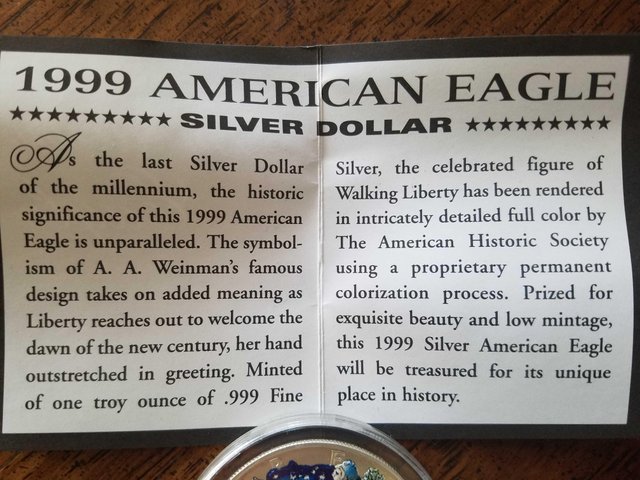 1999 AMERICAN EAGLE
★★★★★★★★★ SILVER DOLLAR ★★★★★★★★★
As the last Silver Dollar
of the millennium, the historic
significance of this 1999 American
Eagle is unparalleled. The symbol-
ism of A. A. Weinman's famous
design takes on added meaning as
Liberty reaches out to welcome the
dawn of the new century, her hand
outstretched in greeting. Minted
of one troy ounce of .999 Fine
Silver, the celebrated figure of
Walking Liberty has been rendered
in intricately detailed full color by
The American Historic Society
using a proprietary permanent
colorization process. Prized for
exquisite beauty and low mintage,
this 1999 Silver American Eagle
will be treasured for its unique
place in history.